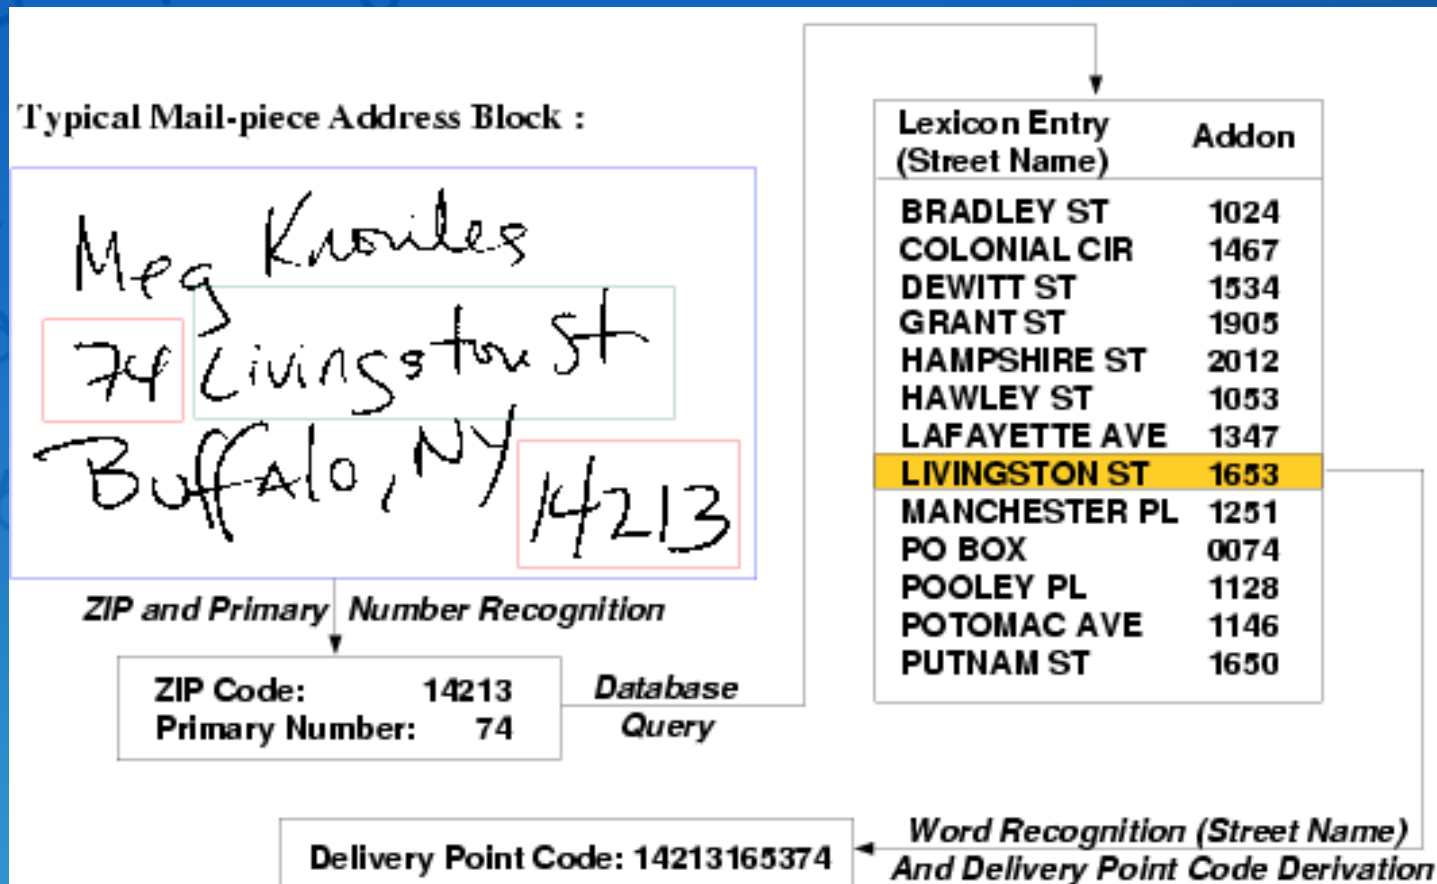 Typical Mail-piece Address Block :
Meg Knowles
74 Livingston St
Buffalo, NY 14213
ZIP and Primary Number Recognition
ZIP Code: 14213
Primary Number: 74
Database
Query
Lexicon Entry
(Street Name) Addon
BRADLEY ST 1024
COLONIAL CIR 1467
DEWITT ST 1534
GRANT ST 1905
HAMPSHIRE ST 2012
HAWLEY ST 1053
LAFAYETTE AVE 1347
LIVINGSTON ST 1653
MANCHESTER PL 1251
PO BOX 0074
POOLEY PL 1128
POTOMAC AVE 1146
PUTNAM ST 1650
Word Recognition (Street Name)
And Delivery Point Code Derivation
Delivery Point Code: 14213165374